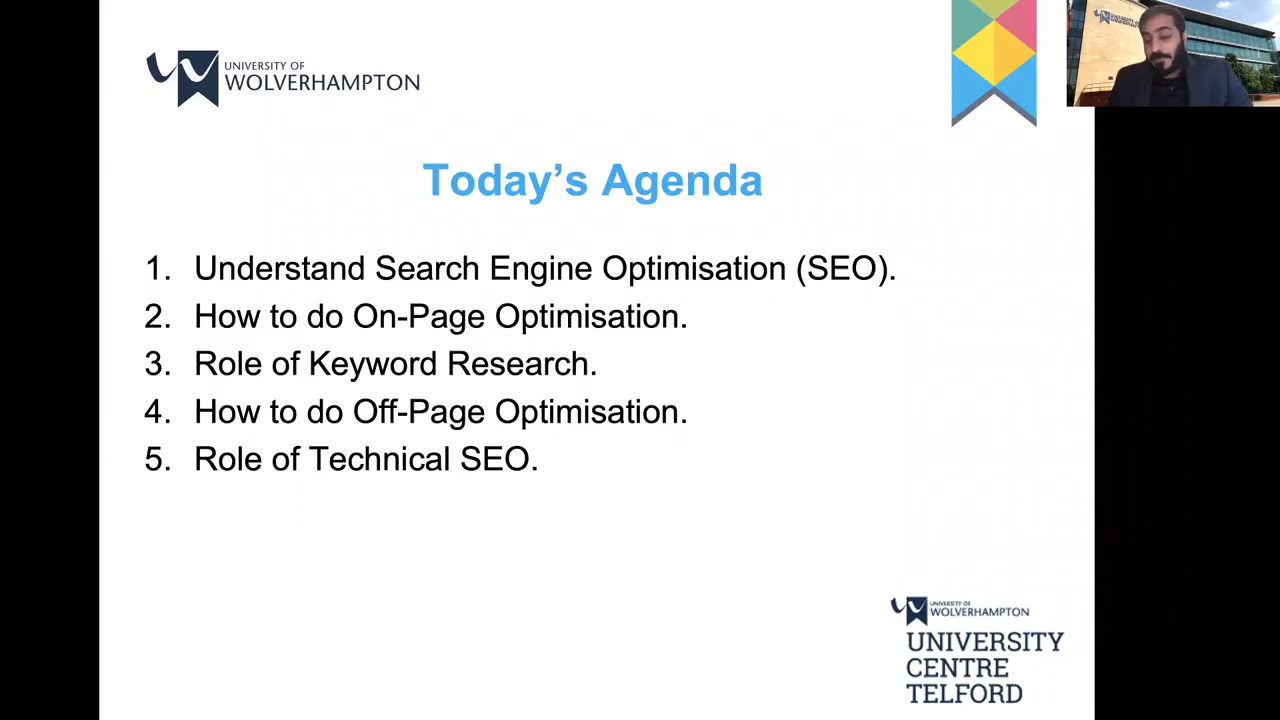 UNIVERSITY OF
WOLVERHAMPTON
Today’s Agenda
1. Understand Search Engine Optimisation (SEO).
2. How to do On-Page Optimisation.
3. Role of Keyword Research.
4. How to do Off-Page Optimisation.
5. Role of Technical SEO.
UNIVERSITY OF
WOLVERHAMPTON
UNIVERSITY
CENTRE
TELFORD